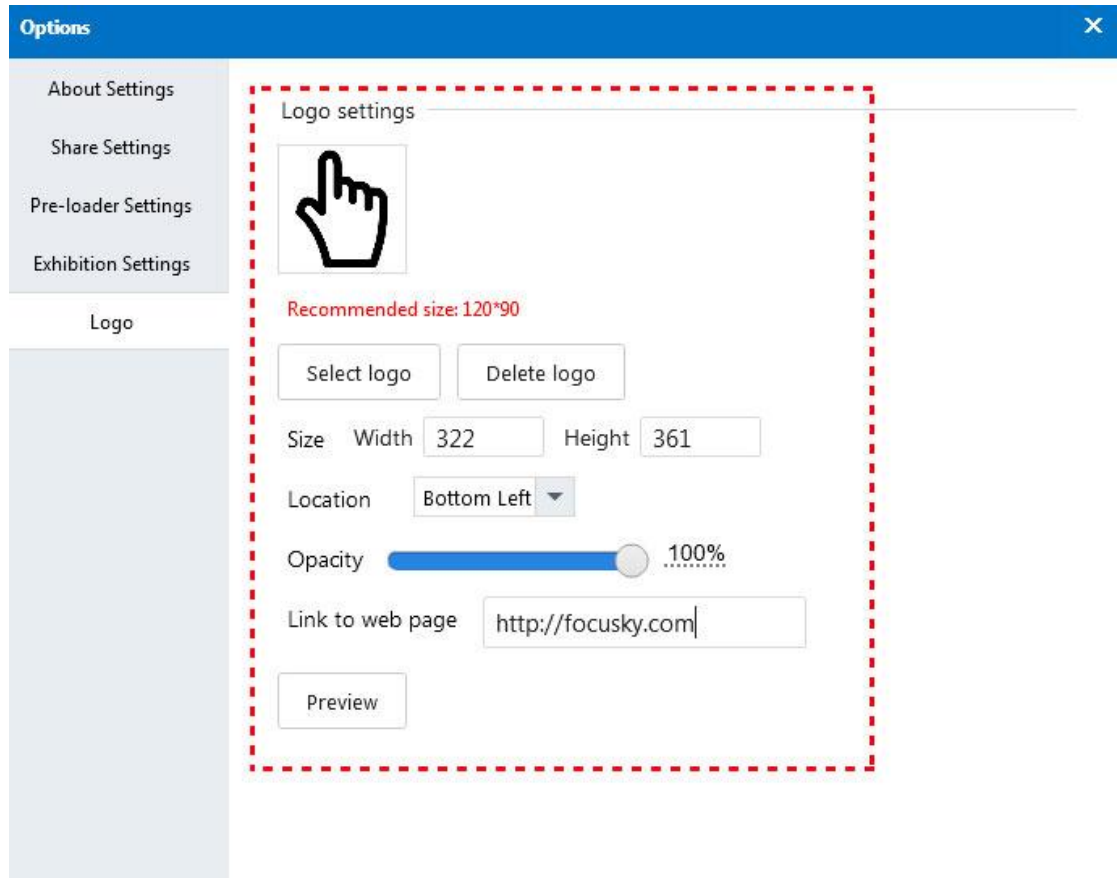 Options
About Settings
Share Settings
Pre-loader Settings
Exhibition Settings
Logo
Logo settings
Recommended size: 120*90
Select logo Delete logo
Size Width 322 Height 361
Location Bottom Left
Opacity 100%
Link to web page http://focusky.com
Preview